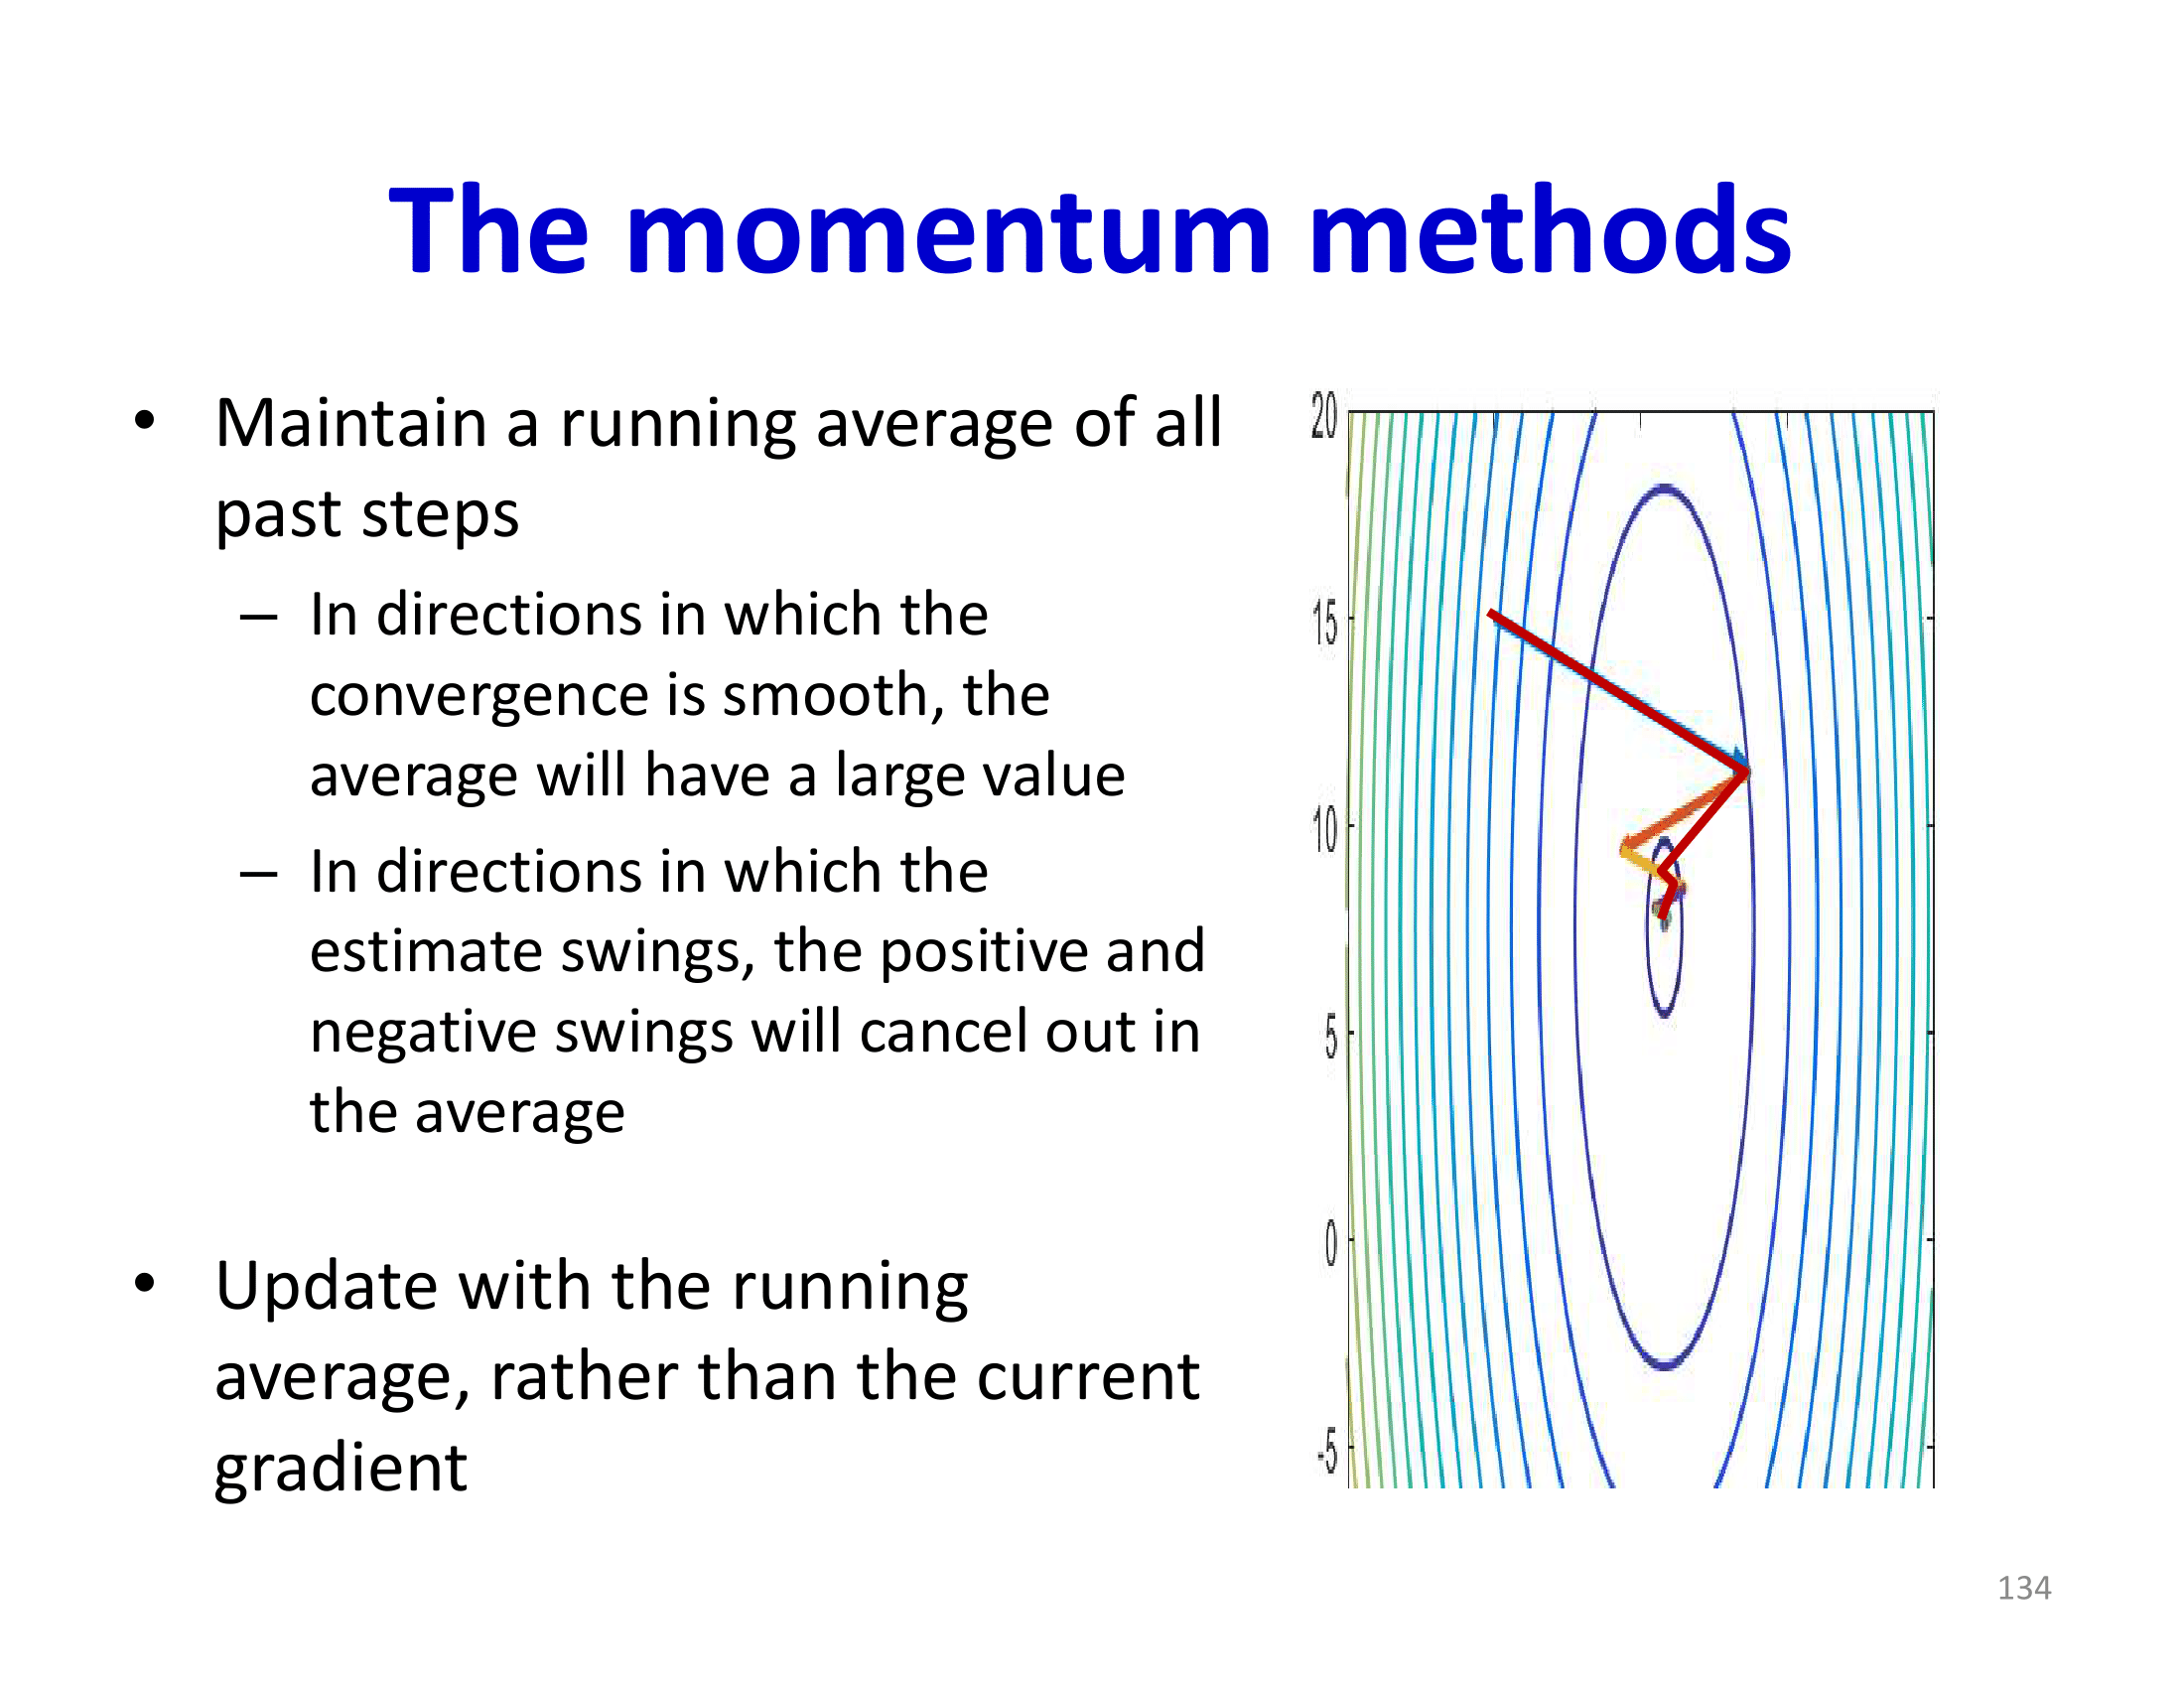 The momentum methods
• Maintain a running average of all
past steps
– In directions in which the
convergence is smooth, the
average will have a large value
– In directions in which the
estimate swings, the positive and
negative swings will cancel out in
the average
• Update with the running
average, rather than the current
gradient
20
15
10
5
0
-5
134